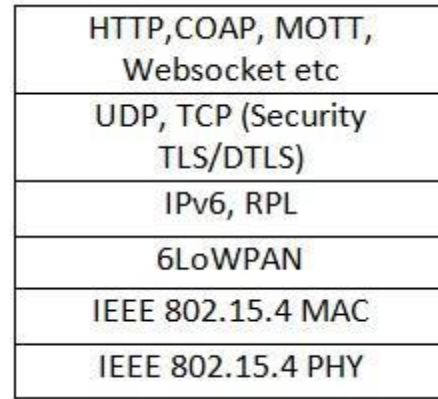 HTTP,COAP, MOTT,
Websocket etc
UDP, TCP (Security
TLS/DTLS)
IPv6, RPL
6LoWPAN
IEEE 802.15.4 MAC
IEEE 802.15.4 PHY